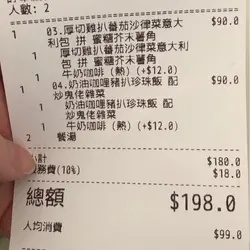 人數: 2
1 03.厚切雞扒番茄沙律菜意大 $90.0
利包 拼 蜜糖芥末薯角
1 厚切雞扒番茄沙律菜意大利
包 拼 蜜糖芥末薯角
1 牛奶咖啡 (熱) (+$12.0)
1 04.奶油咖喱豬扒珍珠飯 配 $90.0
炒鬼佬雜菜
1 奶油咖喱豬扒珍珠飯 配
炒鬼佬雜菜
1 牛奶咖啡 (熱) (+$12.0)
2 餐湯
小計 $180.0
服務費(10%) $18.0
總額 $198.0
人均消費 $99.0